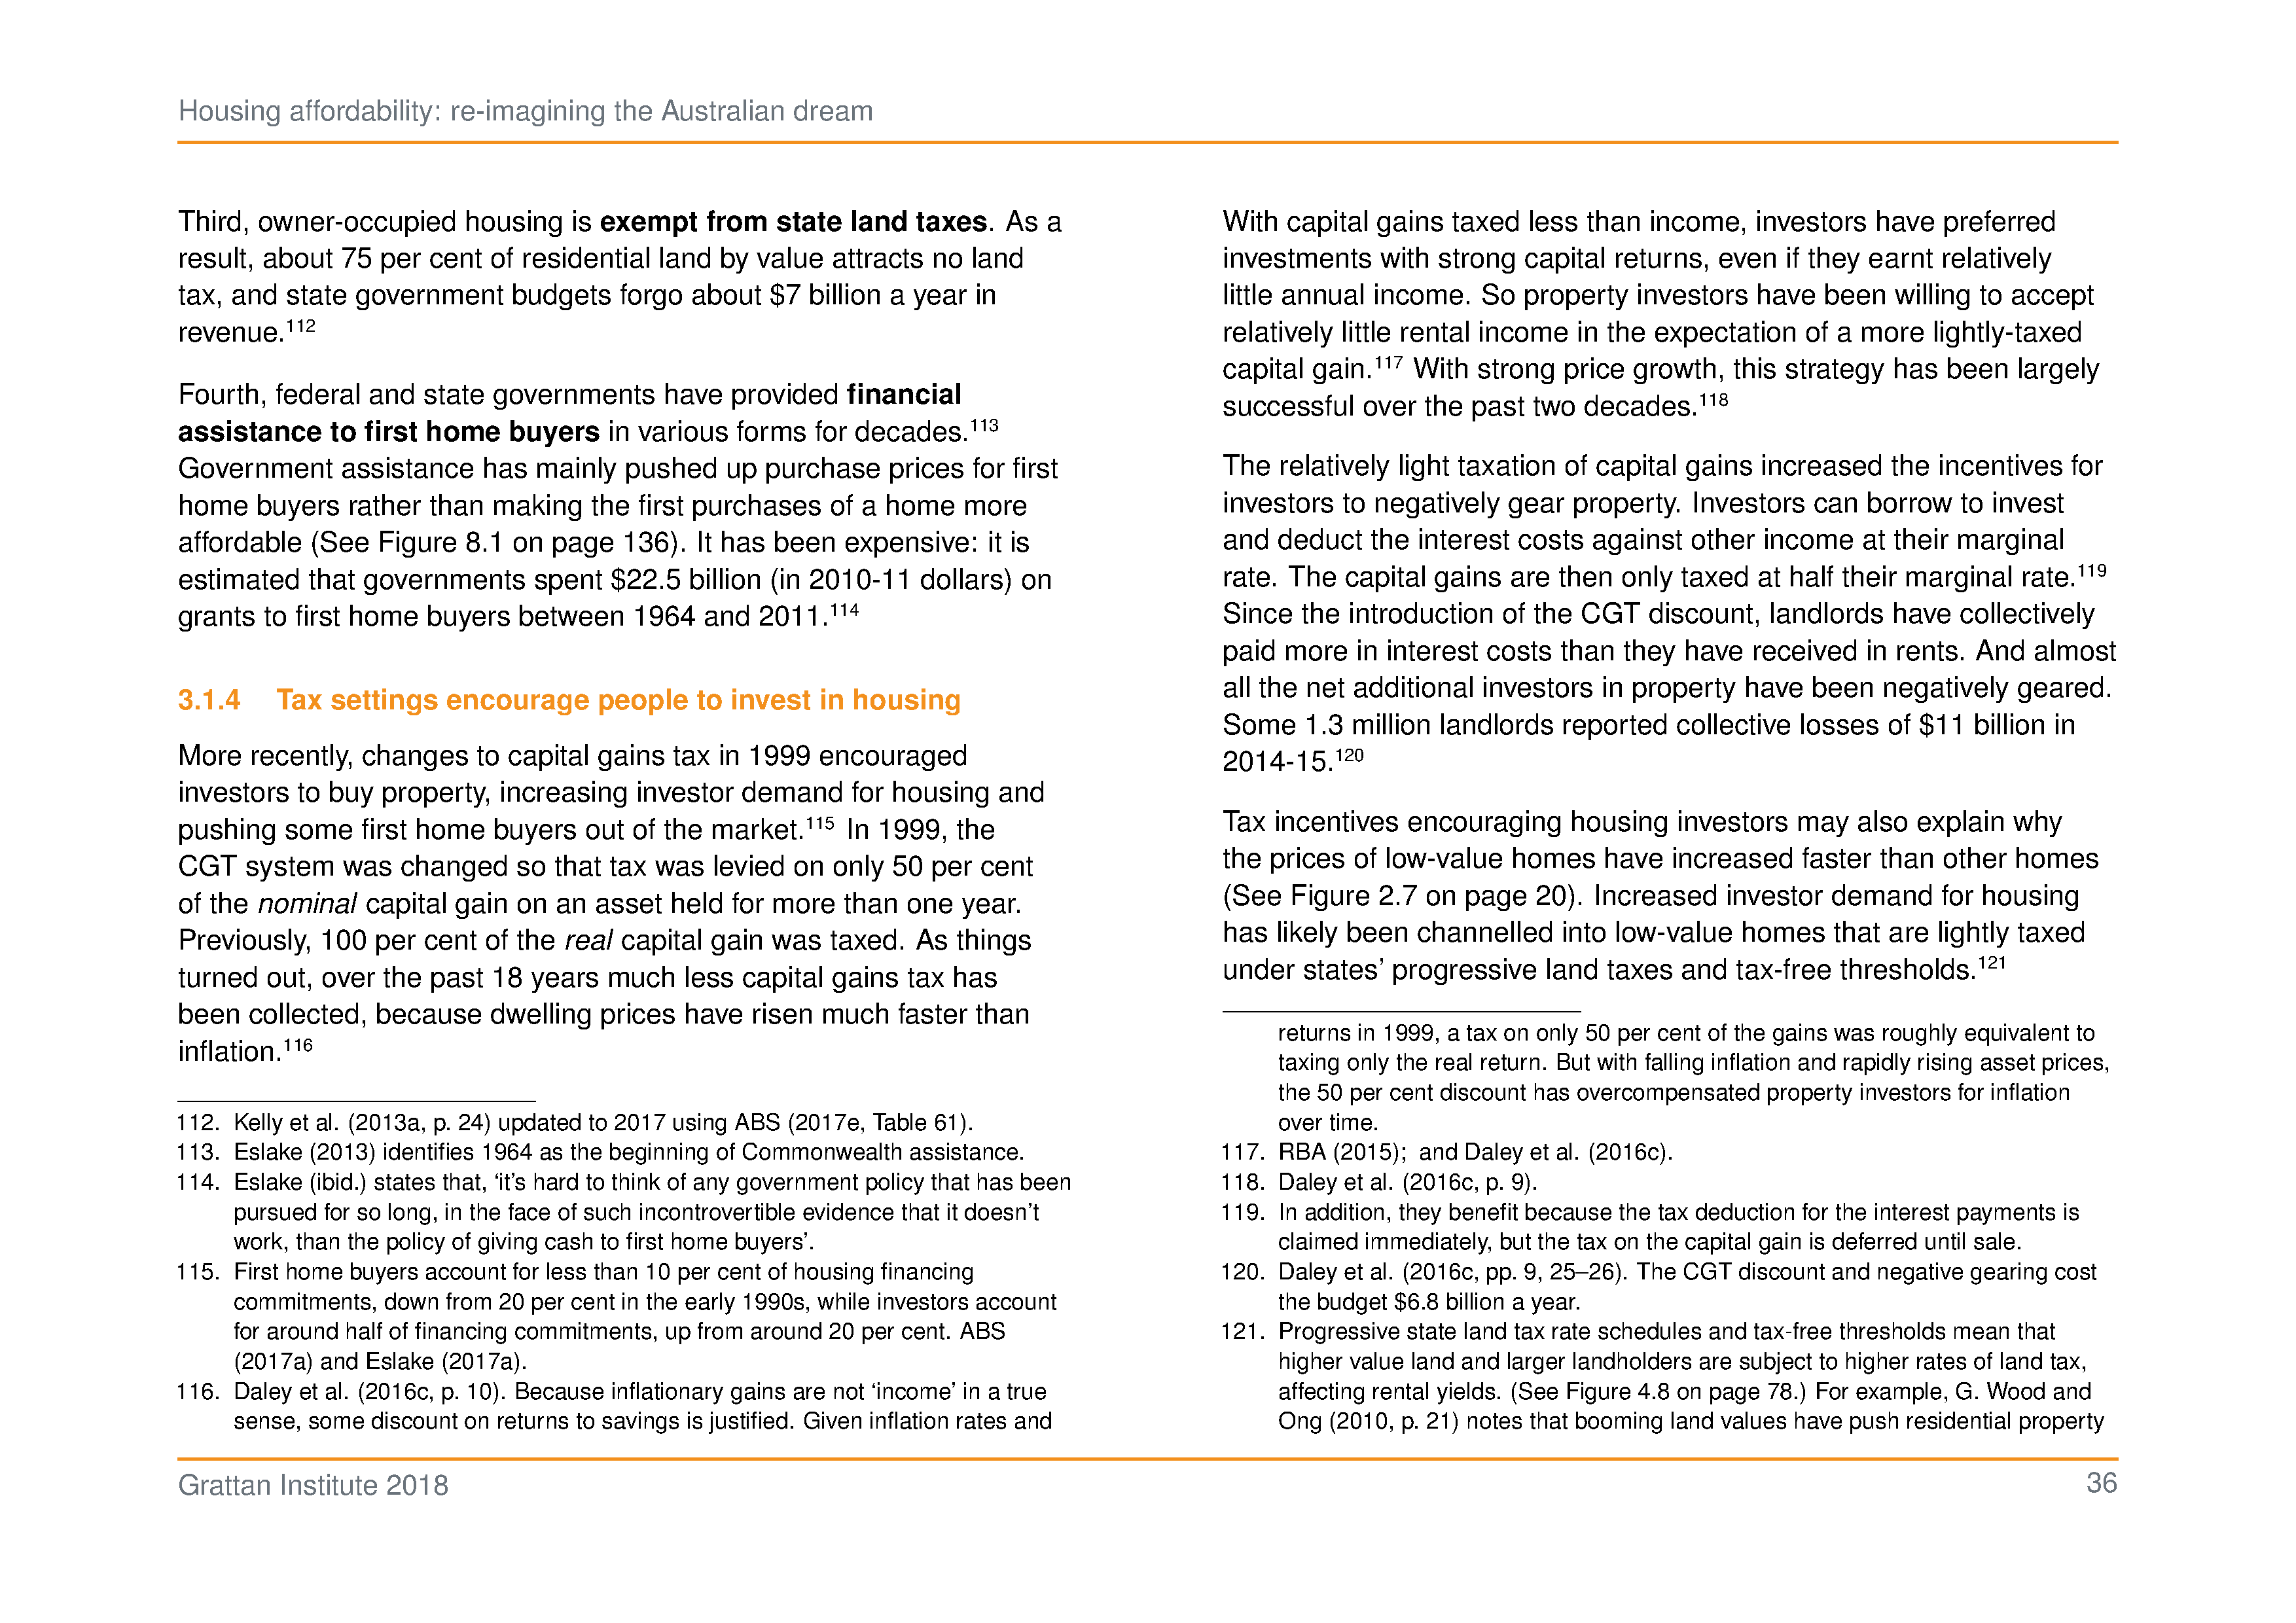 Housing affordability: re-imagining the Australian dream
Third, owner-occupied housing is exempt from state land taxes. As a
result, about 75 per cent of residential land by value attracts no land
tax, and state government budgets forgo about $7 billion a year in
revenue.112
Fourth, federal and state governments have provided financial
assistance to first home buyers in various forms for decades.113
Government assistance has mainly pushed up purchase prices for first
home buyers rather than making the first purchases of a home more
affordable (See Figure 8.1 on page 136). It has been expensive: it is
estimated that governments spent $22.5 billion (in 2010-11 dollars) on
grants to first home buyers between 1964 and 2011.114
3.1.4 Tax settings encourage people to invest in housing
More recently, changes to capital gains tax in 1999 encouraged
investors to buy property, increasing investor demand for housing and
pushing some first home buyers out of the market.115 In 1999, the
CGT system was changed so that tax was levied on only 50 per cent
of the nominal capital gain on an asset held for more than one year.
Previously, 100 per cent of the real capital gain was taxed. As things
turned out, over the past 18 years much less capital gains tax has
been collected, because dwelling prices have risen much faster than
inflation.116
112. Kelly et al. (2013a, p. 24) updated to 2017 using ABS (2017e, Table 61).
113. Eslake (2013) identifies 1964 as the beginning of Commonwealth assistance.
114. Eslake (ibid.) states that, ‘it’s hard to think of any government policy that has been
pursued for so long, in the face of such incontrovertible evidence that it doesn’t
work, than the policy of giving cash to first home buyers’.
115. First home buyers account for less than 10 per cent of housing financing
commitments, down from 20 per cent in the early 1990s, while investors account
for around half of financing commitments, up from around 20 per cent. ABS
(2017a) and Eslake (2017a).
116. Daley et al. (2016c, p. 10). Because inflationary gains are not ‘income’ in a true
sense, some discount on returns to savings is justified. Given inflation rates and
With capital gains taxed less than income, investors have preferred
investments with strong capital returns, even if they earnt relatively
little annual income. So property investors have been willing to accept
relatively little rental income in the expectation of a more lightly-taxed
capital gain.117 With strong price growth, this strategy has been largely
successful over the past two decades.118
The relatively light taxation of capital gains increased the incentives for
investors to negatively gear property. Investors can borrow to invest
and deduct the interest costs against other income at their marginal
rate. The capital gains are then only taxed at half their marginal rate.119
Since the introduction of the CGT discount, landlords have collectively
paid more in interest costs than they have received in rents. And almost
all the net additional investors in property have been negatively geared.
Some 1.3 million landlords reported collective losses of $11 billion in
2014-15.120
Tax incentives encouraging housing investors may also explain why
the prices of low-value homes have increased faster than other homes
(See Figure 2.7 on page 20). Increased investor demand for housing
has likely been channelled into low-value homes that are lightly taxed
under states’ progressive land taxes and tax-free thresholds.121
returns in 1999, a tax on only 50 per cent of the gains was roughly equivalent to
taxing only the real return. But with falling inflation and rapidly rising asset prices,
the 50 per cent discount has overcompensated property investors for inflation
over time.
117. RBA (2015); and Daley et al. (2016c).
118. Daley et al. (2016c, p. 9).
119. In addition, they benefit because the tax deduction for the interest payments is
claimed immediately, but the tax on the capital gain is deferred until sale.
120. Daley et al. (2016c, pp. 9, 25–26). The CGT discount and negative gearing cost
the budget $6.8 billion a year.
121. Progressive state land tax rate schedules and tax-free thresholds mean that
higher value land and larger landholders are subject to higher rates of land tax,
affecting rental yields. (See Figure 4.8 on page 78.) For example, G. Wood and
Ong (2010, p. 21) notes that booming land values have push residential property
Grattan Institute 2018
36